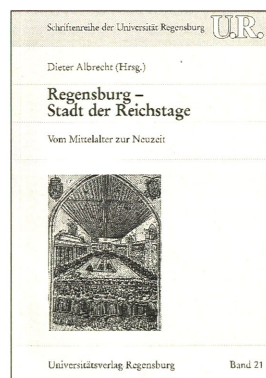 Schriftenreihe der Universität Regensburg U.R.
Dieter Albrecht (Hrsg.)
Regensburg –
Stadt der Reichstage
Vom Mittelalter zur Neuzeit
Universitätsverlag Regensburg Band 21